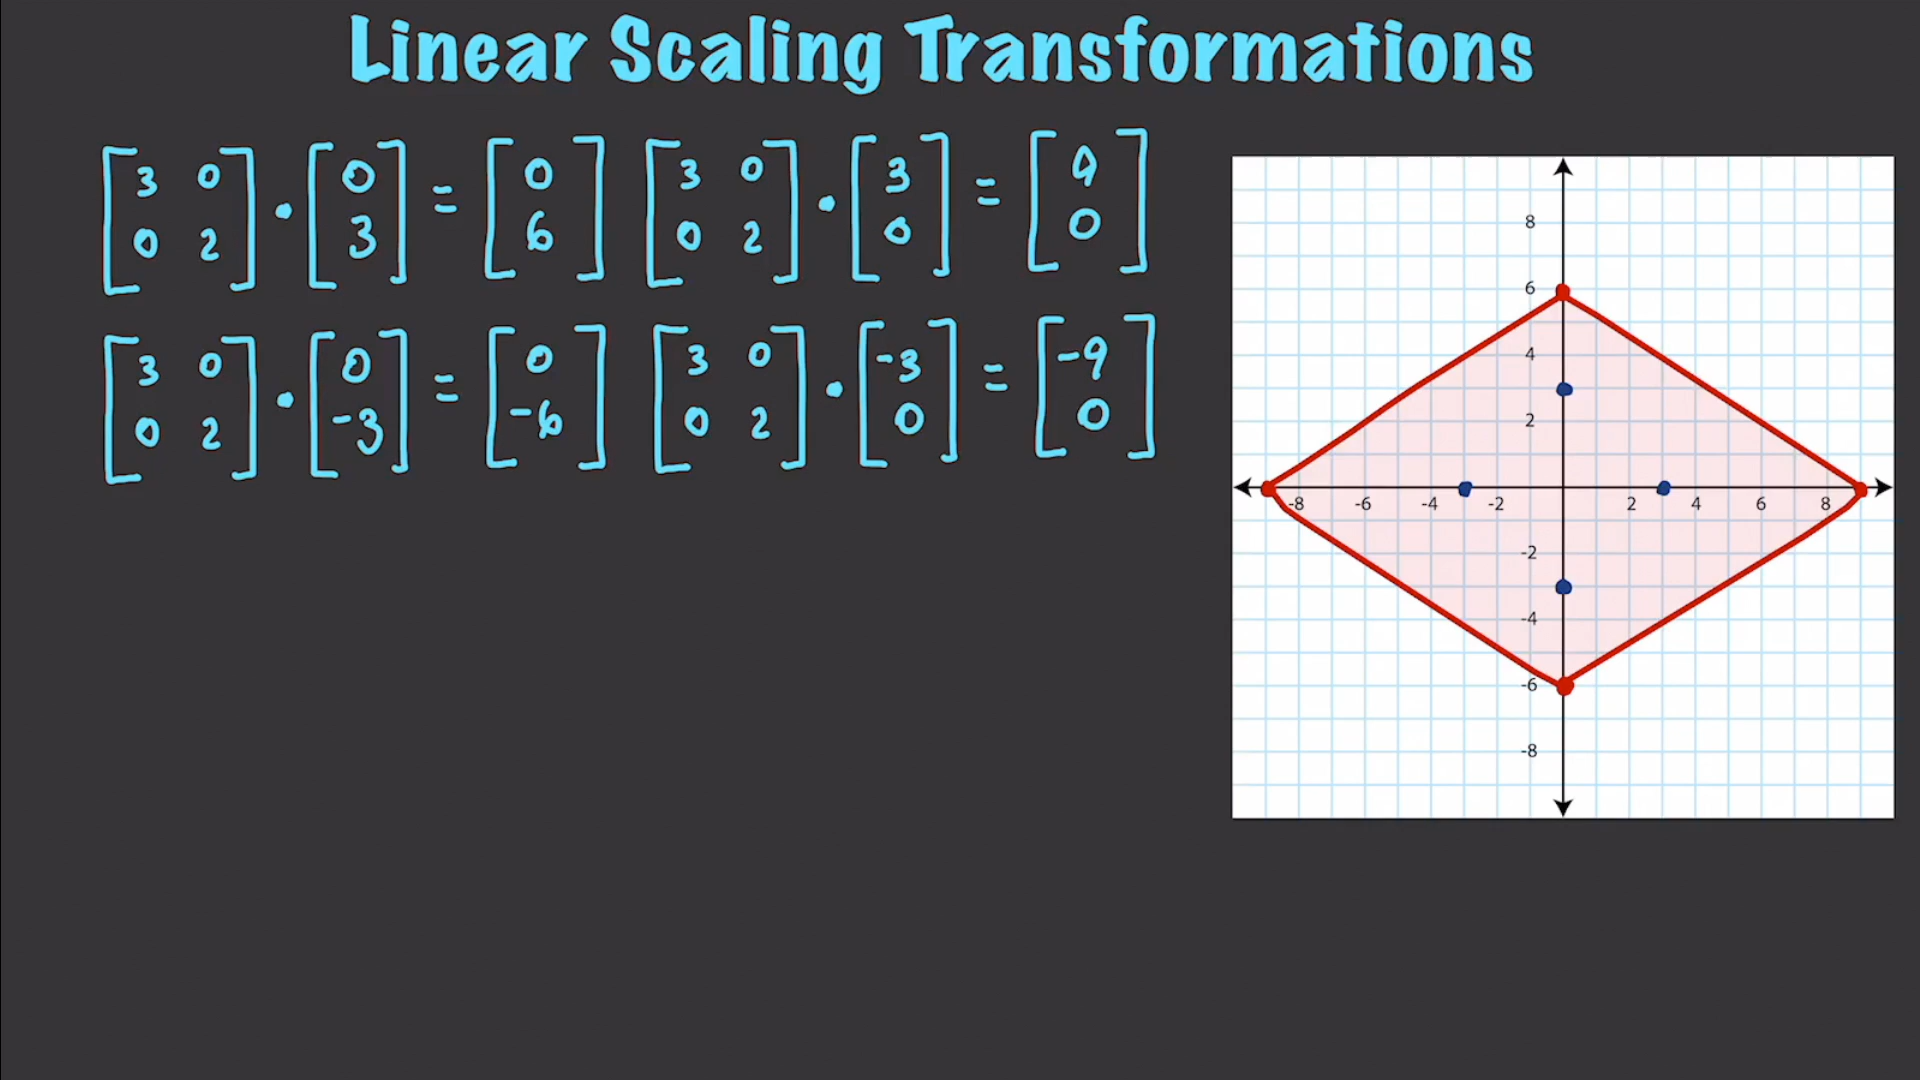 Linear Scaling Transformations
[3 0] · [0] = [0] [3 0] · [3] = [9]
[0 2] [3] [6] [0 2] [0] [0]
[3 0] · [0] = [0] [3 0] · [-3] = [-9]
[0 2] [-3] [-6] [0 2] [0] [0]
8
6
4
2
-8 -6 -4 -2 2 4 6 8
-2
-4
-6
-8